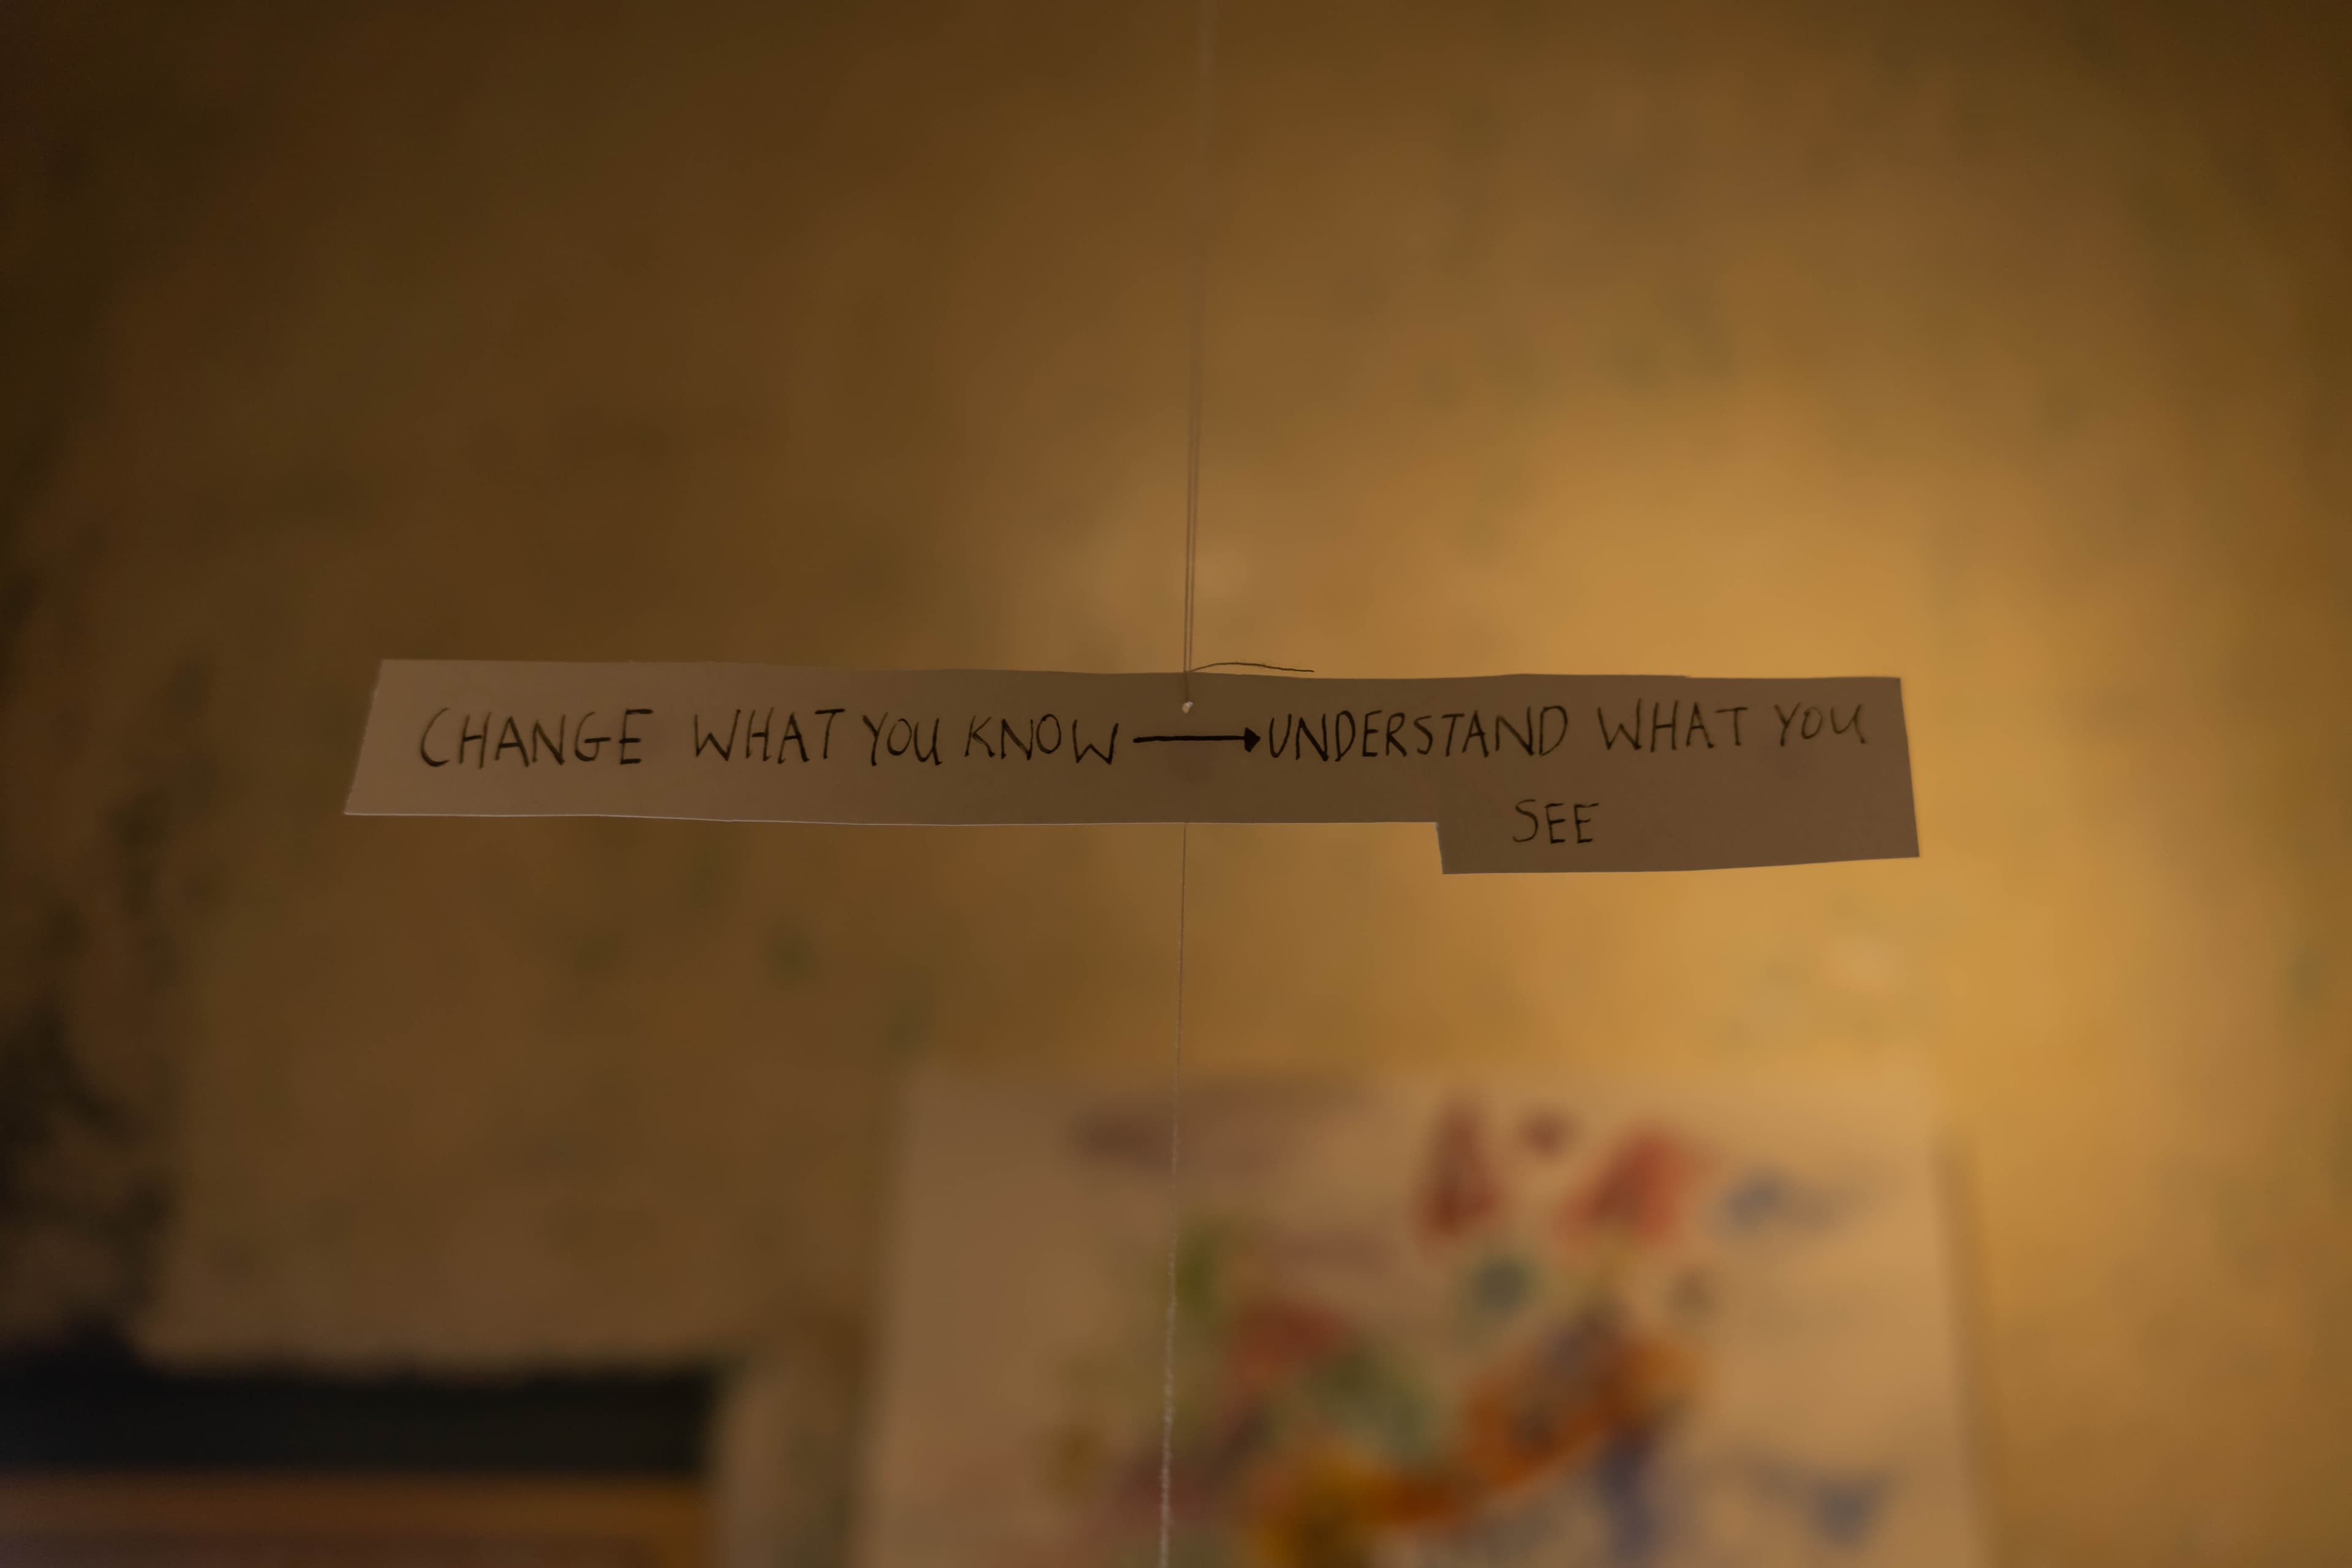 CHANGE WHAT YOU KNOW → UNDERSTAND WHAT YOU
SEE